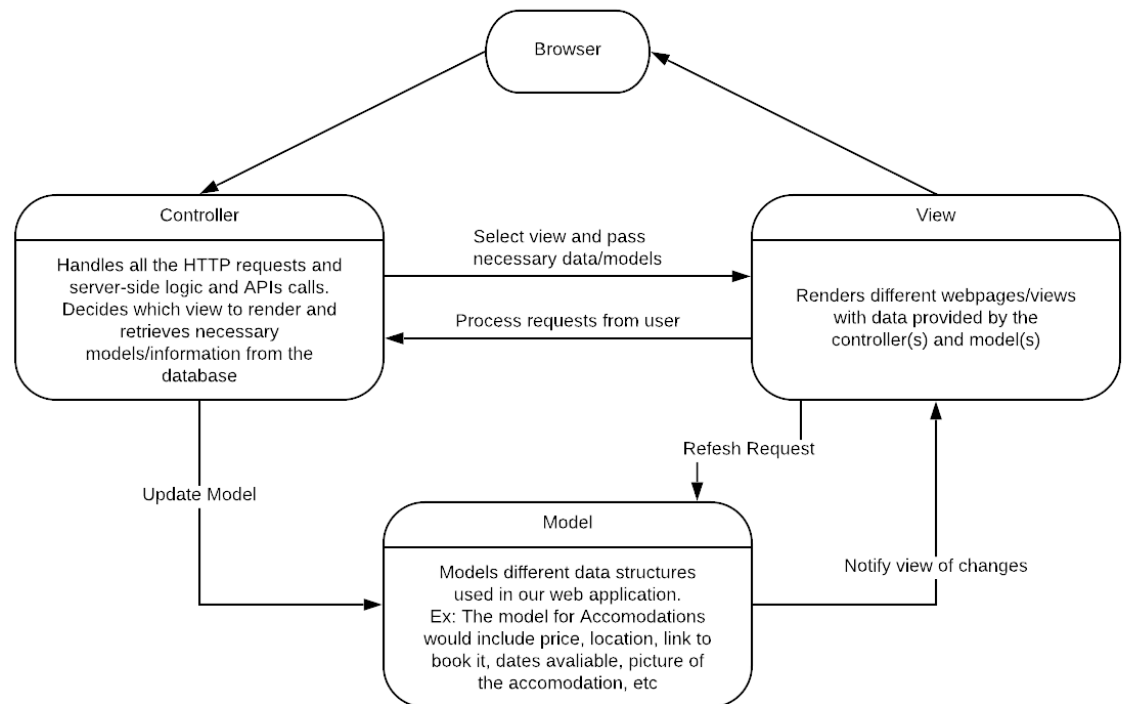 Browser
Controller
Handles all the HTTP requests and
server-side logic and APIs calls.
Decides which view to render and
retrieves necessary
models/information from the
database
Select view and pass
necessary data/models
Process requests from user
View
Renders different webpages/views
with data provided by the
controller(s) and model(s)
Refesh Request
Update Model
Model
Models different data structures
used in our web application.
Ex: The model for Accomodations
would include price, location, link to
book it, dates avaliable, picture of
the accomodation, etc
Notify view of changes